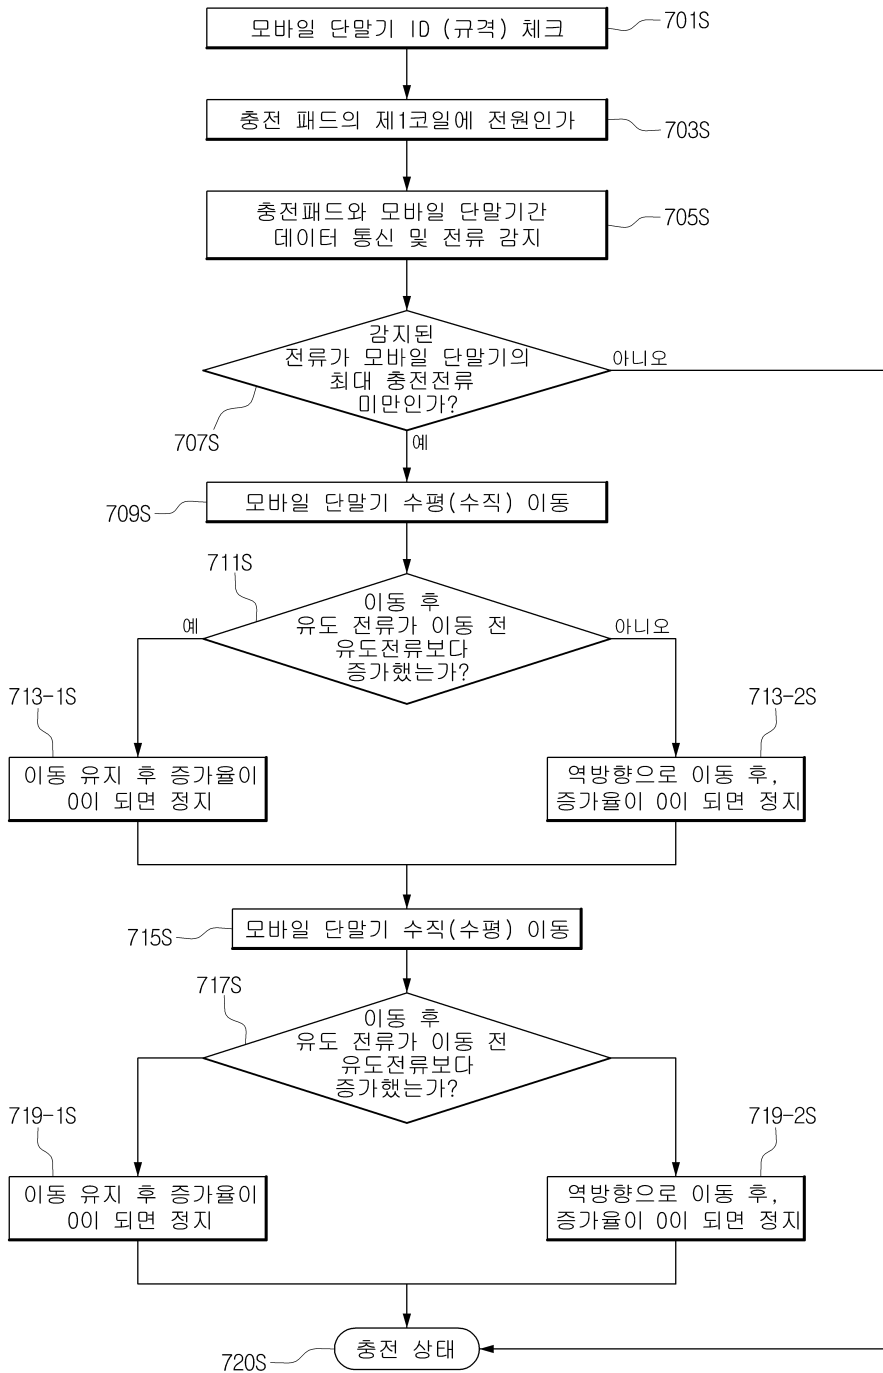 모바일 단말기 ID (규격) 체크
701S
충전 패드의 제1코일에 전원인가
703S
충전패드와 모바일 단말기간
데이터 통신 및 전류 감지
705S
감지된
전류가 모바일 단말기의
최대 충전전류
미만인가?
아니오
707S
예
모바일 단말기 수평(수직) 이동
709S
711S
이동 후
유도 전류가 이동 전
유도전류보다
증가했는가?
예
아니오
713-1S
713-2S
이동 유지 후 증가율이
0이 되면 정지
역방향으로 이동 후,
증가율이 0이 되면 정지
모바일 단말기 수직(수평) 이동
715S
717S
이동 후
유도 전류가 이동 전
유도전류보다
증가했는가?
719-1S
719-2S
이동 유지 후 증가율이
0이 되면 정지
역방향으로 이동 후,
증가율이 0이 되면 정지
충전 상태
720S